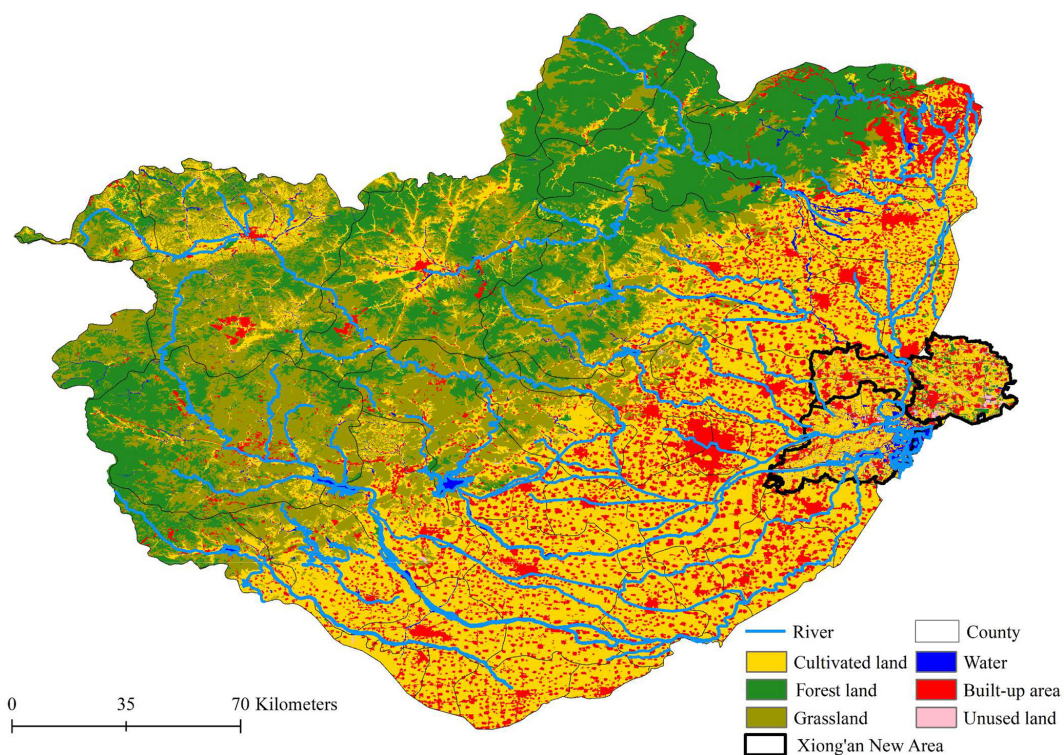 River
County
Cultivated land
Water
Forest land
Built-up area
Grassland
Unused land
Xiong'an New Area
0 35 70 Kilometers